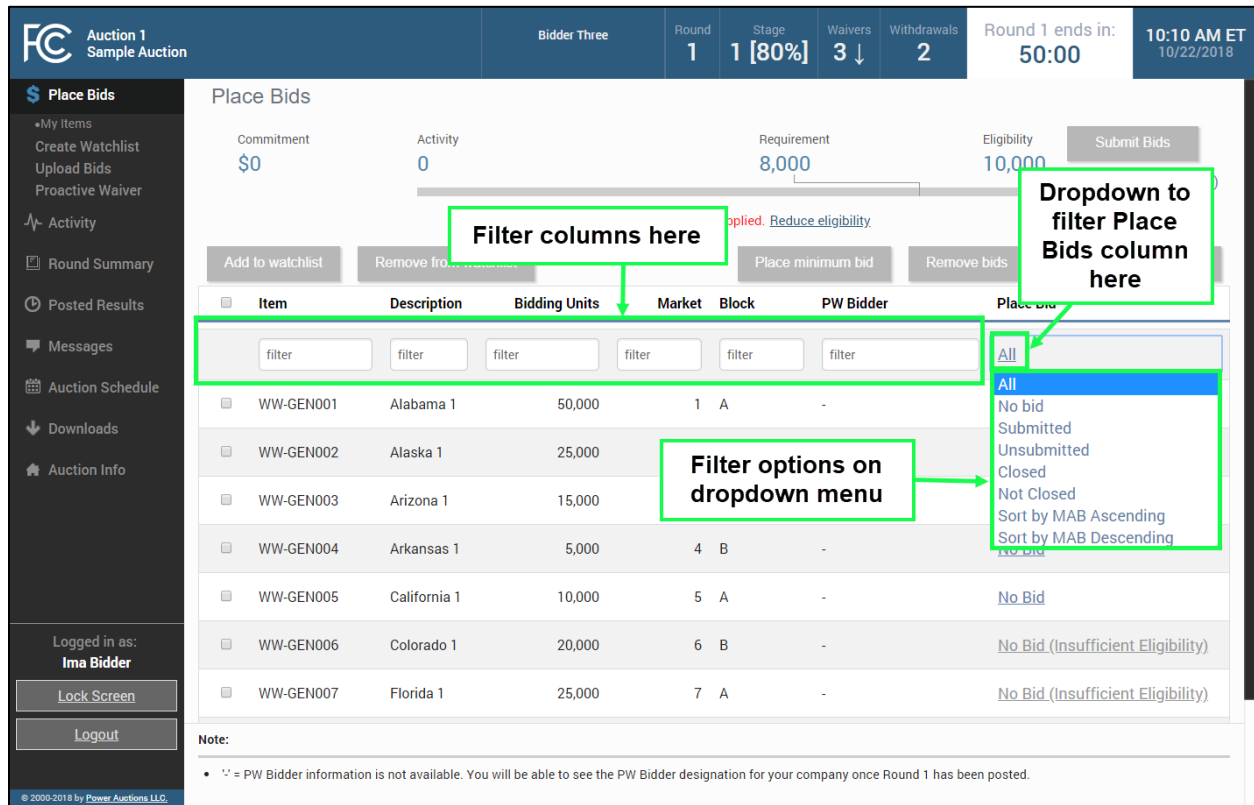 FCC
Auction 1
Sample Auction
Bidder Three
Round
1
Stage
1 [80%]
Waivers
3 ↓
Withdrawals
2
Round 1 ends in:
50:00
10:10 AM ET
10/22/2018
Place Bids
•My Items
Create Watchlist
Upload Bids
Proactive Waiver
Activity
Round Summary
Posted Results
Messages
Auction Schedule
Downloads
Auction Info
Logged in as:
Ima Bidder
Lock Screen
Logout
© 2000-2018 by Power Auctions LLC.
Place Bids
Commitment
$0
Activity
0
Requirement
8,000
Eligibility
10,000
Submit Bids
Reduce eligibility
Filter columns here
Dropdown to
filter Place
Bids column
here
Add to watchlist
Place minimum bid
Remove bids
Item Description Bidding Units Market Block PW Bidder Place Bid
filter filter filter filter filter filter All
All
No bid
Submitted
Unsubmitted
Closed
Not Closed
Sort by MAB Ascending
Sort by MAB Descending
Filter options on
dropdown menu
WW-GEN001 Alabama 1 50,000 1 A -
WW-GEN002 Alaska 1 25,000
WW-GEN003 Arizona 1 15,000
WW-GEN004 Arkansas 1 5,000 4 B - No Bid
WW-GEN005 California 1 10,000 5 A - No Bid
WW-GEN006 Colorado 1 20,000 6 B - No Bid (Insufficient Eligibility)
WW-GEN007 Florida 1 25,000 7 A - No Bid (Insufficient Eligibility)
Note:
• '-' = PW Bidder information is not available. You will be able to see the PW Bidder designation for your company once Round 1 has been posted.